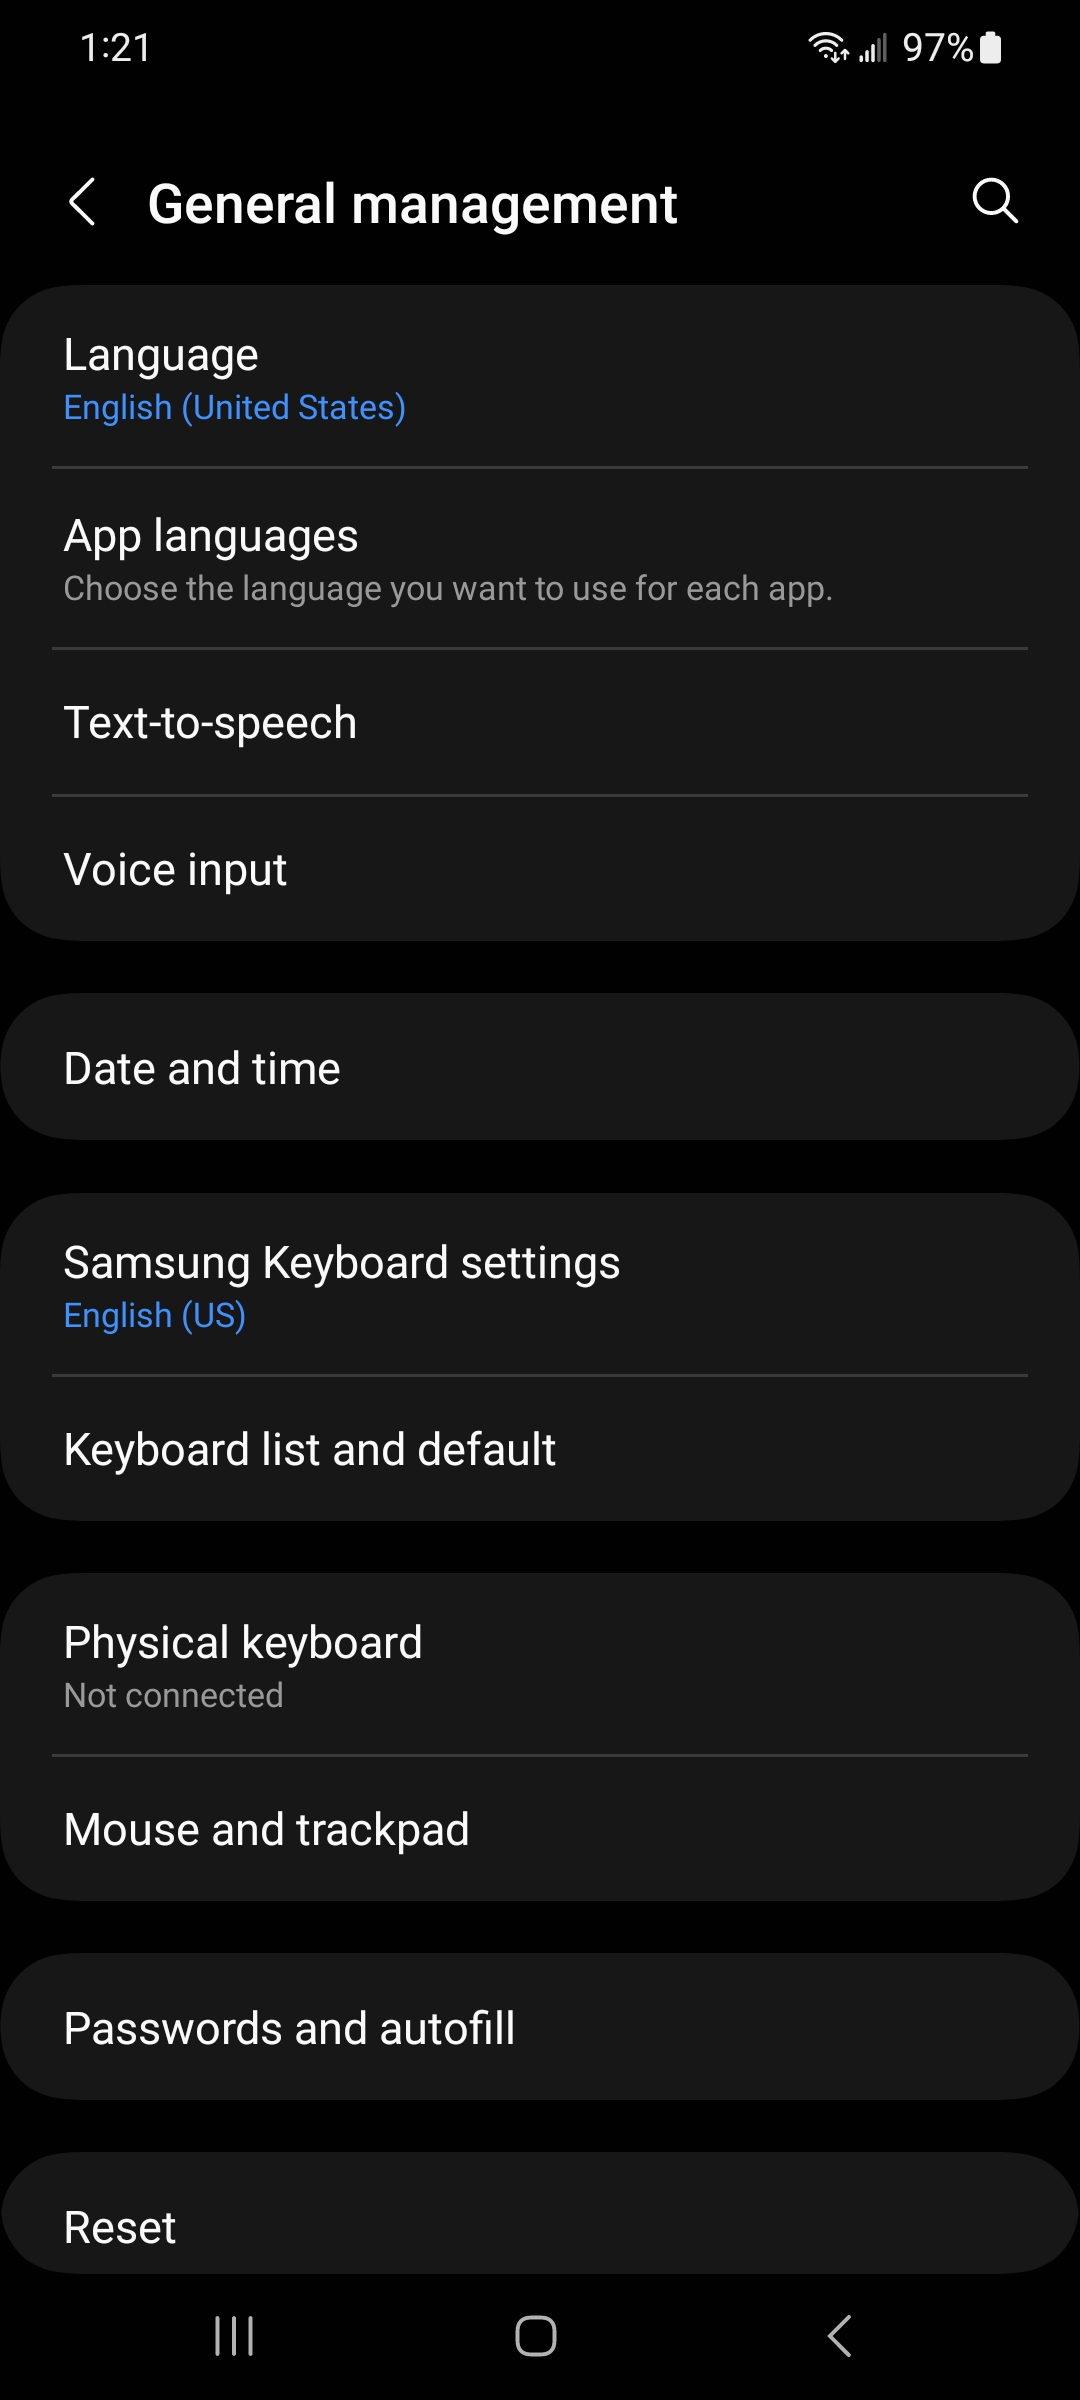 1:21
97%
General management
Language
English (United States)
App languages
Choose the language you want to use for each app.
Text-to-speech
Voice input
Date and time
Samsung Keyboard settings
English (US)
Keyboard list and default
Physical keyboard
Not connected
Mouse and trackpad
Passwords and autofill
Reset